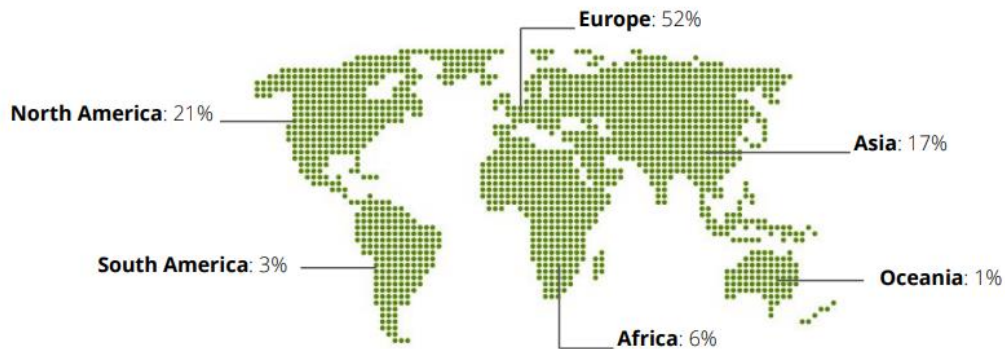 Europe: 52%
North America: 21%
Asia: 17%
South America: 3%
Oceania: 1%
Africa: 6%